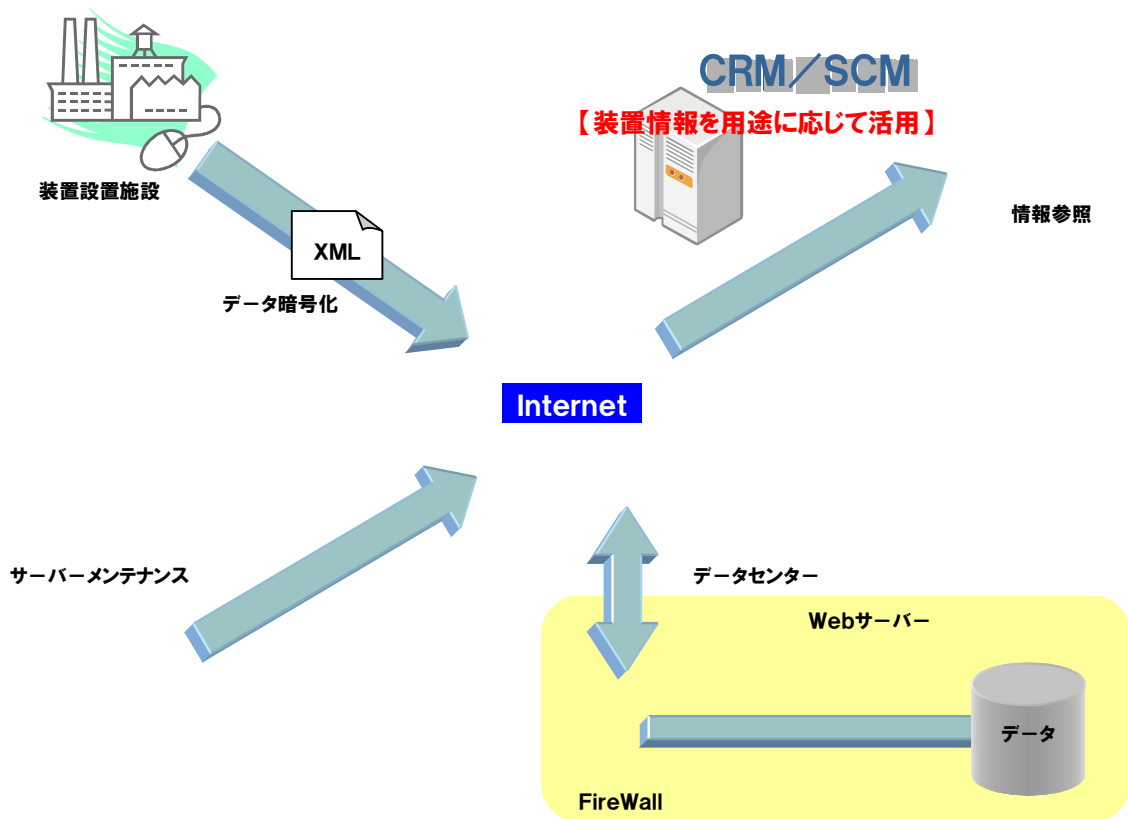 CRM／SCM
【装置情報を用途に応じて活用】
装置設置施設
情報参照
XML
データ暗号化
Internet
サーバーメンテナンス
データセンター
Webサーバー
データ
FireWall